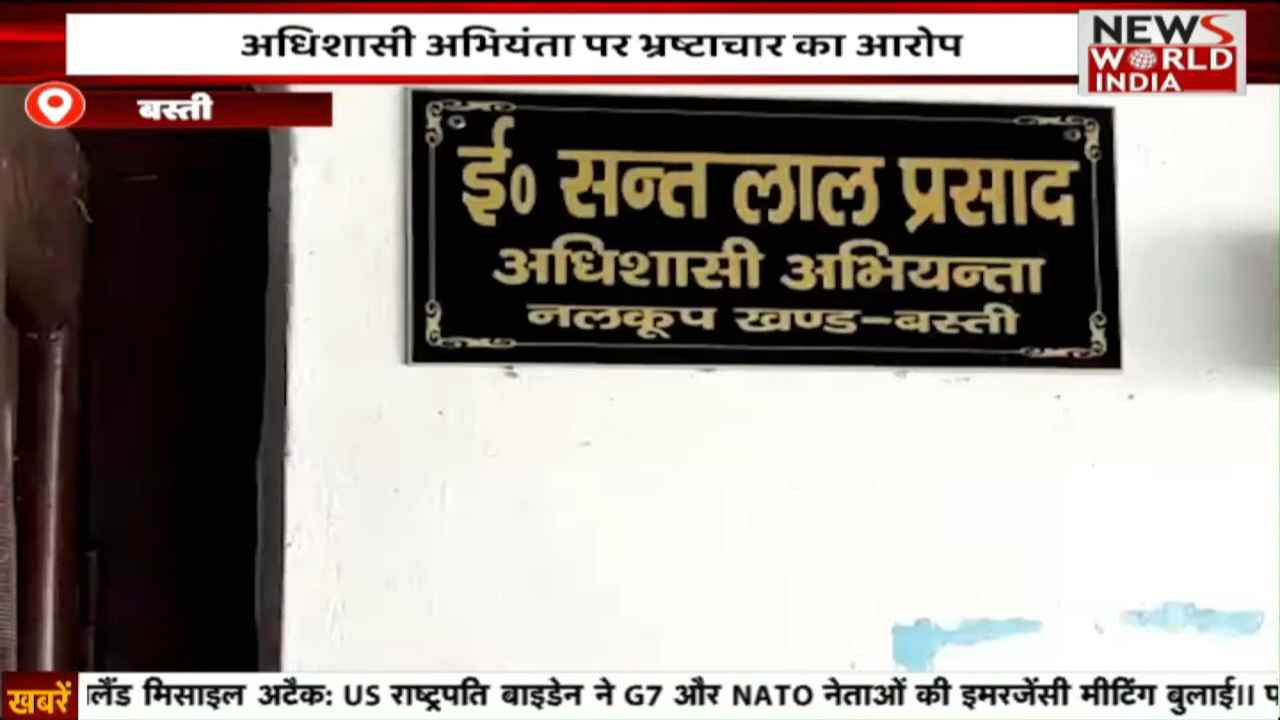 अधिशासी अभियंता पर भ्रष्टाचार का आरोप
NEWS
WORLD
INDIA
बस्ती
ई० सन्त लाल प्रसाद
अधिशासी अभियन्ता
नलकूप खण्ड-बस्ती
खबरें
मिसाइल अटैक: US राष्ट्रपति बाइडेन ने G7 और NATO नेताओं की इमरजेंसी मीटिंग बुलाई॥